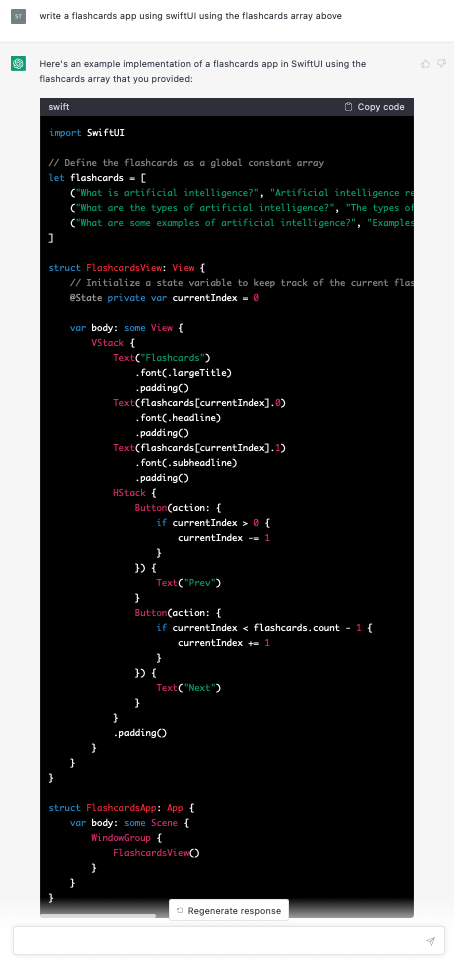 ST
write a flashcards app using swiftUI using the flashcards array above
Here's an example implementation of a flashcards app in SwiftUI using the
flashcards array that you provided:
swift Copy code
import SwiftUI
// Define the flashcards as a global constant array
let flashcards = [
("What is artificial intelligence?", "Artificial intelligence re
("What are the types of artificial intelligence?", "The types of
("What are some examples of artificial intelligence?", "Examples
]
struct FlashcardsView: View {
// Initialize a state variable to keep track of the current flas
@State private var currentIndex = 0
var body: some View {
VStack {
Text("Flashcards")
.font(.largeTitle)
.padding()
Text(flashcards[currentIndex].0)
.font(.headline)
.padding()
Text(flashcards[currentIndex].1)
.font(.subheadline)
.padding()
HStack {
Button(action: {
if currentIndex > 0 {
currentIndex -= 1
}
}) {
Text("Prev")
}
Button(action: {
if currentIndex < flashcards.count - 1 {
currentIndex += 1
}
}) {
Text("Next")
}
}
.padding()
}
}
}
struct FlashcardsApp: App {
var body: some Scene {
WindowGroup {
FlashcardsView()
}
}
}
Regenerate response